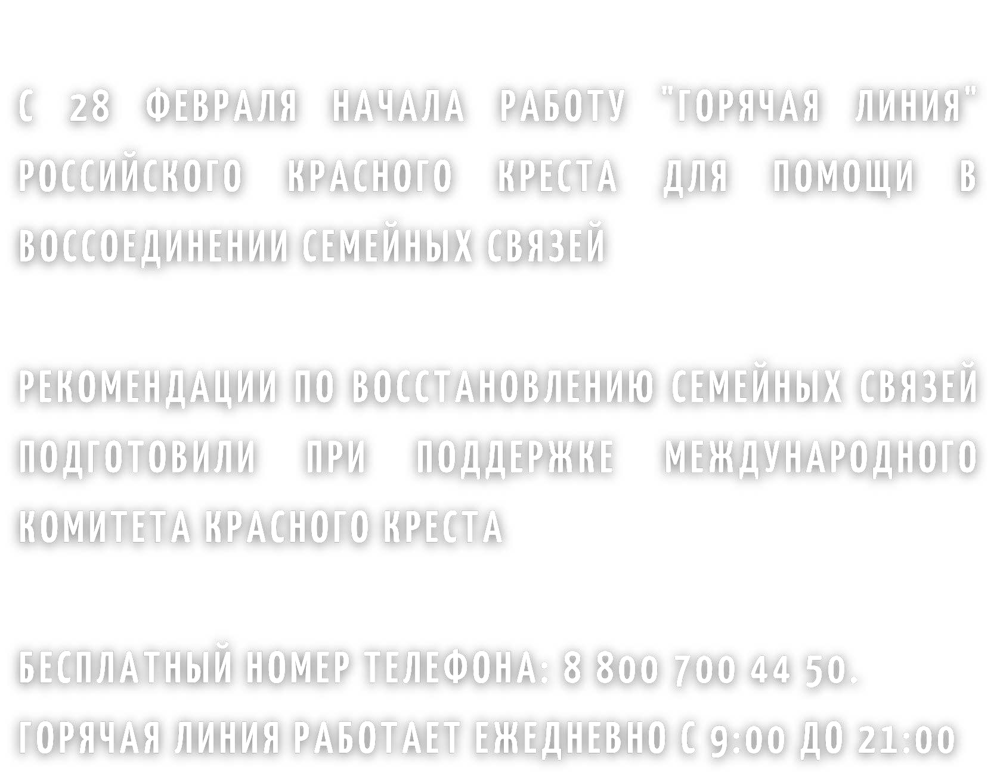 С 28 ФЕВРАЛЯ НАЧАЛА РАБОТУ "ГОРЯЧАЯ ЛИНИЯ"
РОССИЙСКОГО КРАСНОГО КРЕСТА ДЛЯ ПОМОЩИ В
ВОССОЕДИНЕНИИ СЕМЕЙНЫХ СВЯЗЕЙ
РЕКОМЕНДАЦИИ ПО ВОССТАНОВЛЕНИЮ СЕМЕЙНЫХ СВЯЗЕЙ
ПОДГОТОВИЛИ ПРИ ПОДДЕРЖКЕ МЕЖДУНАРОДНОГО
КОМИТЕТА КРАСНОГО КРЕСТА
БЕСПЛАТНЫЙ НОМЕР ТЕЛЕФОНА: 8 800 700 44 50.
ГОРЯЧАЯ ЛИНИЯ РАБОТАЕТ ЕЖЕДНЕВНО С 9:00 ДО 21:00